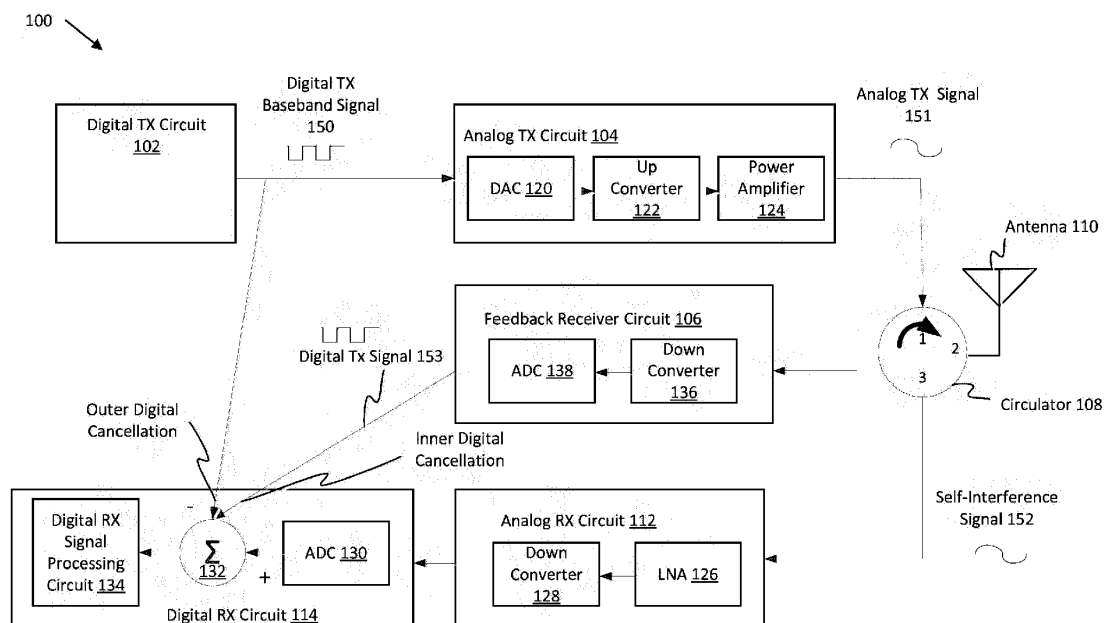 100
Digital TX
Baseband Signal
150
Analog TX Signal
151
Digital TX Circuit
102
Analog TX Circuit 104
DAC 120
Up
Converter
122
Power
Amplifier
124
Antenna 110
Feedback Receiver Circuit 106
Digital Tx Signal 153
ADC 138
Down
Converter
136
1
2
3
Circulator 108
Outer Digital
Cancellation
Inner Digital
Cancellation
Self-Interference
Signal 152
Digital RX
Signal
Processing
Circuit 134
-
Σ
132
+
ADC 130
Digital RX Circuit 114
Analog RX Circuit 112
Down
Converter
128
LNA 126